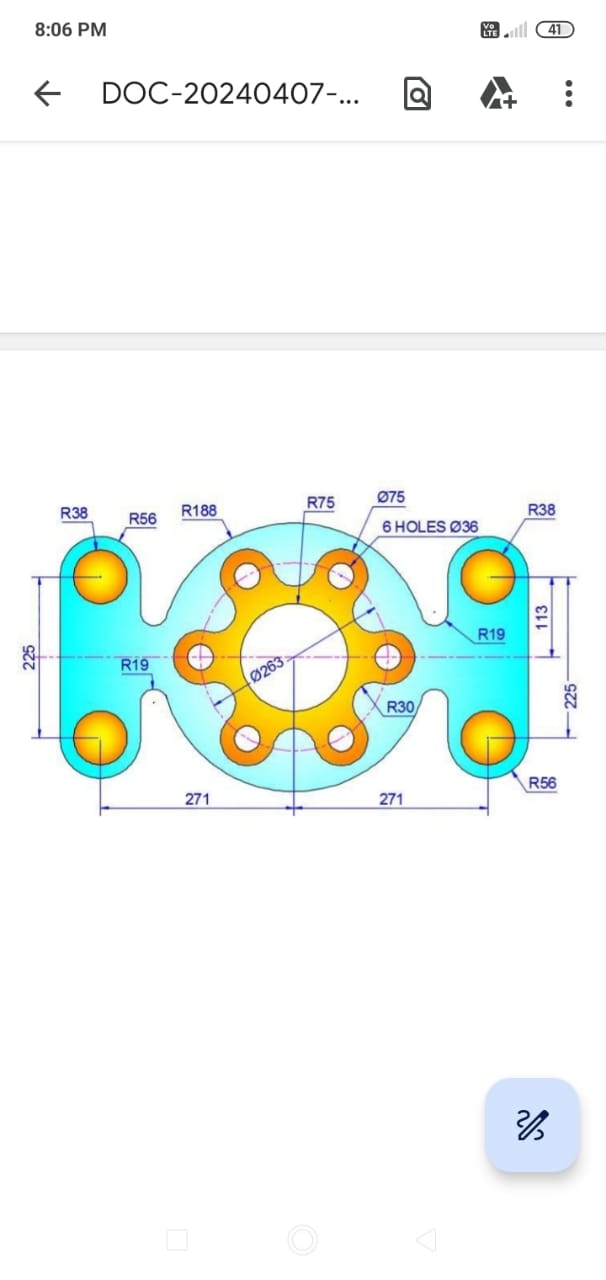 8:06 PM
Vo
LTE
41
DOC-20240407-...
R38
R56
R188
R75
Ø75
6 HOLES Ø36
R38
113
R19
225
R19
Ø263
R30
225
R56
271
271